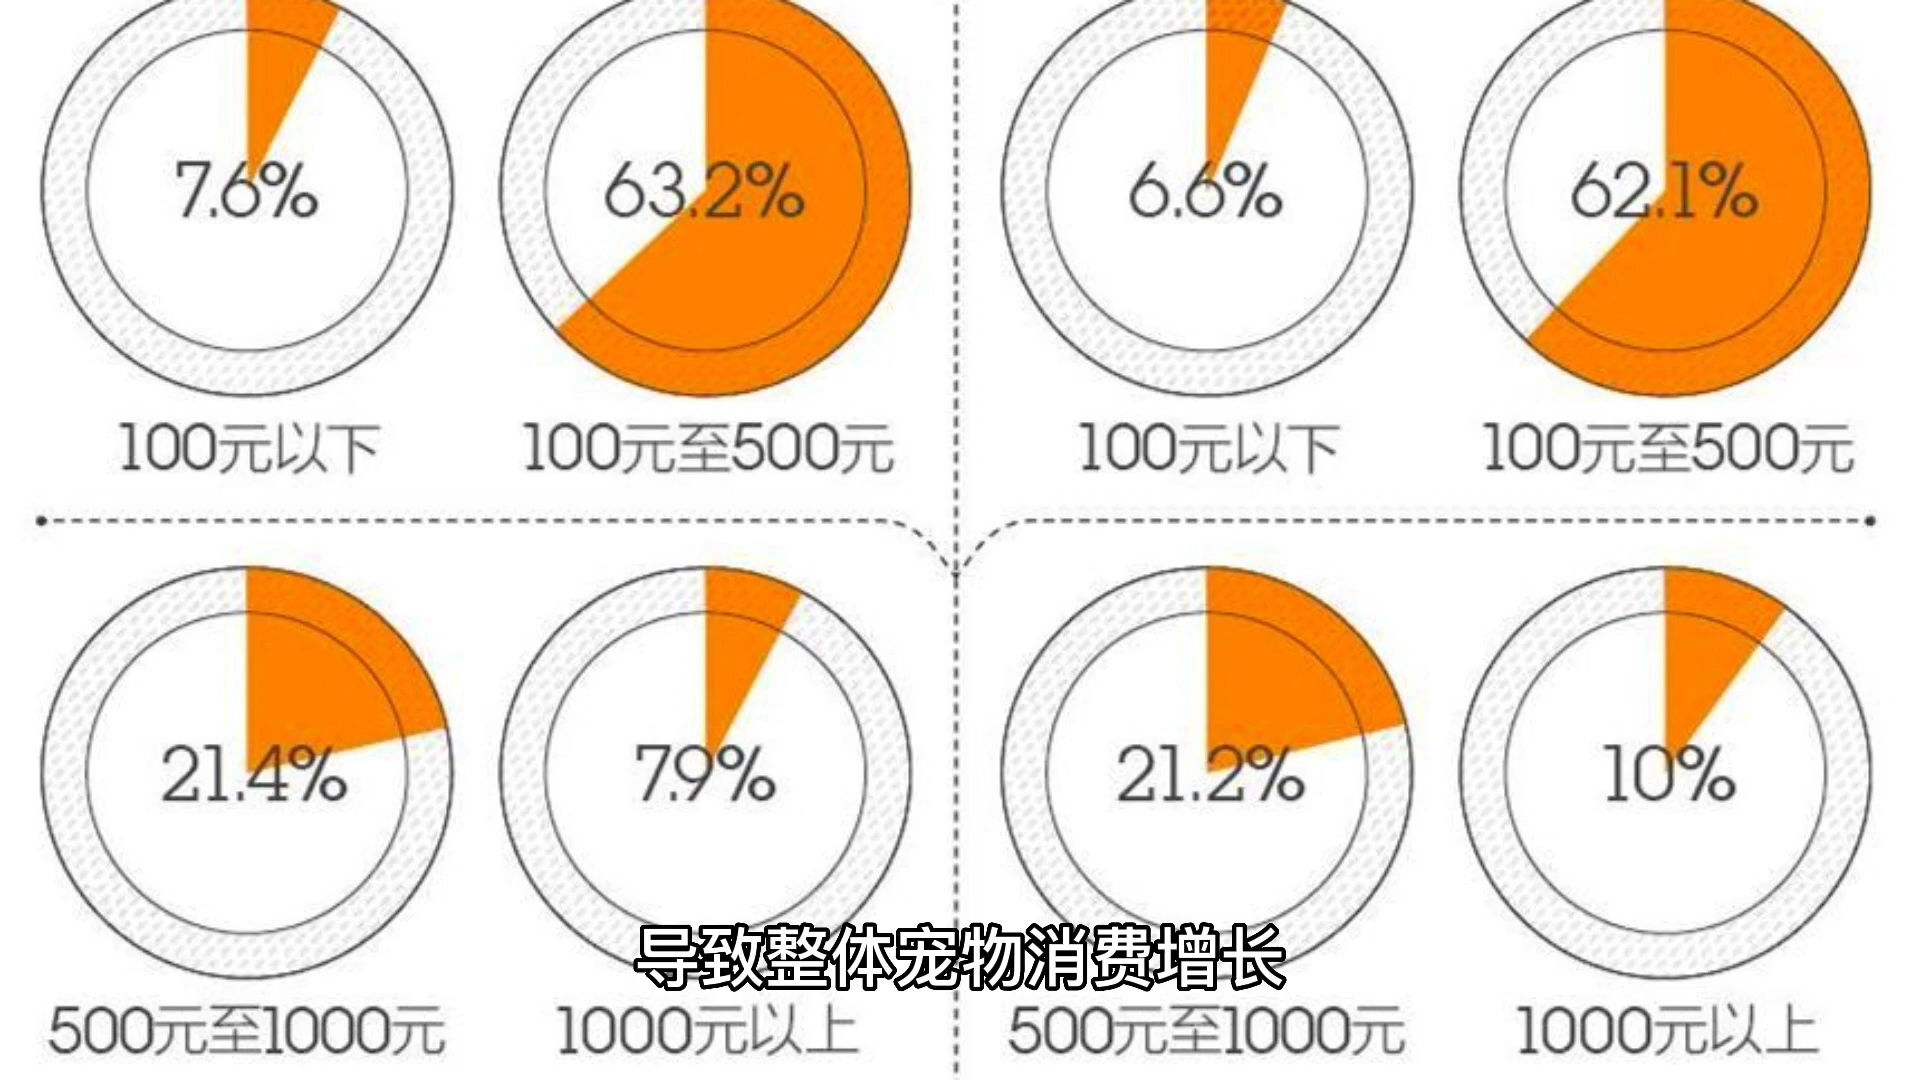 7.6%
63.2%
6.6%
62.1%
100元以下
100元至500元
100元以下
100元至500元
21.4%
7.9%
21.2%
10%
导致整体宠物消费增长
500元至1000元
1000元以上
500元至1000元
1000元以上